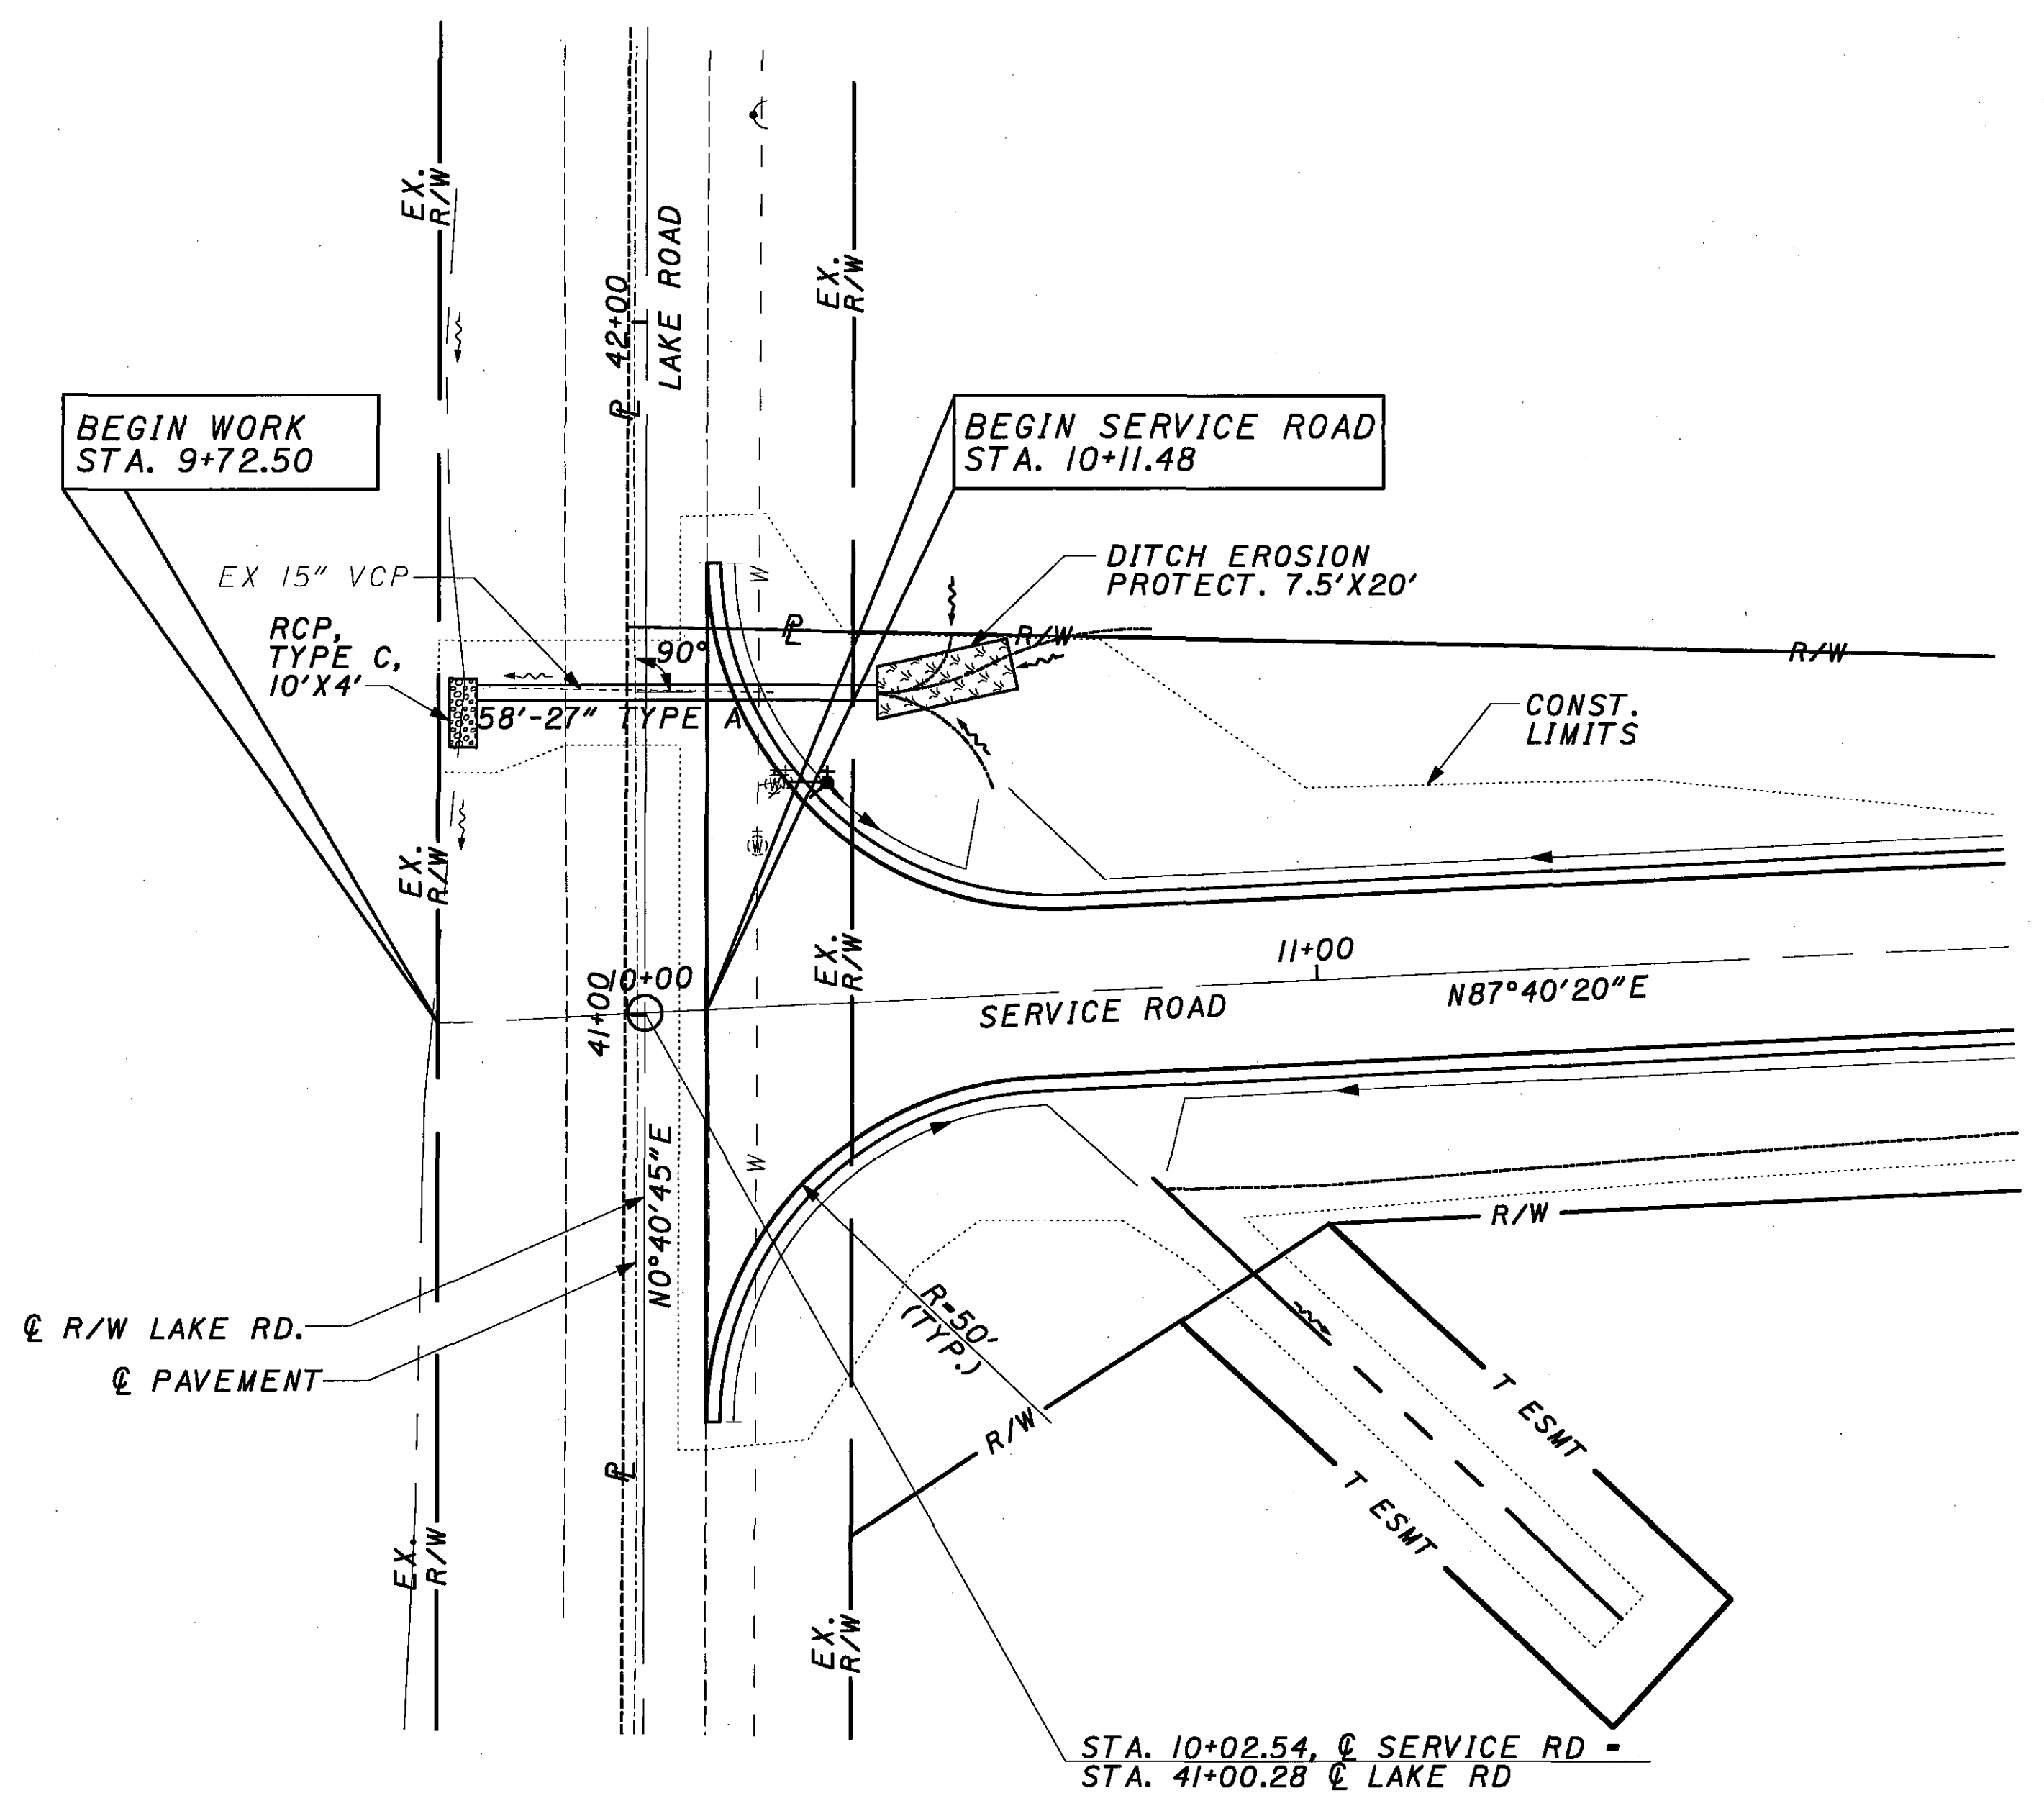 EX.
R/W
42+00
LAKE ROAD
EX.
R/W
℄
BEGIN WORK
STA. 9+72.50
BEGIN SERVICE ROAD
STA. 10+11.48
EX 15" VCP
W
DITCH EROSION
PROTECT. 7.5'X20'
RCP,
TYPE C,
10'X4'
90°
℄
R/W
R/W
58'-27" TYPE A
CONST.
LIMITS
(W)
(W)
EX.
R/W
EX.
R/W
41+00
10+00
11+00
N87°40'20"E
SERVICE ROAD
N0°40'45"E
W
R/W
℄ R/W LAKE RD.
℄ PAVEMENT
R=50'
(TYP.)
T ESMT
R/W
℄
T ESMT
EX.
R/W
EX.
R/W
STA. 10+02.54, ℄ SERVICE RD =
STA. 41+00.28 ℄ LAKE RD